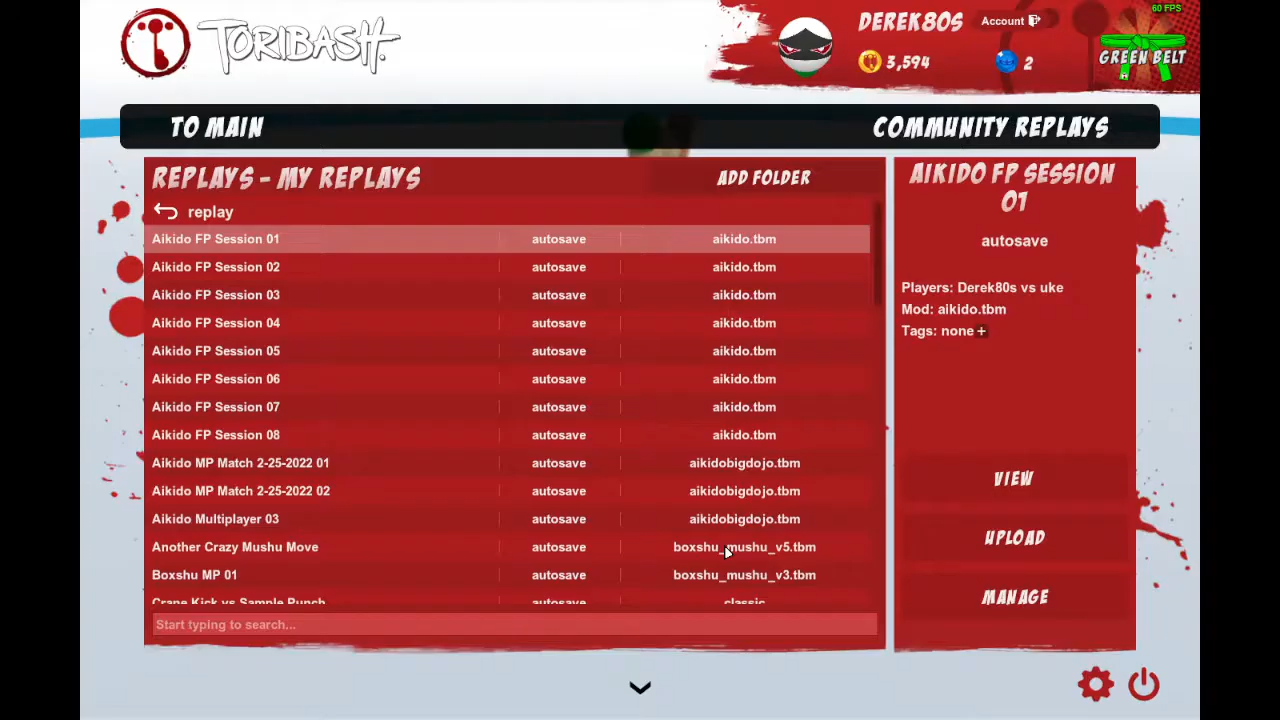 60 FPS
TORIBASH
DEREK80S
Account
3,594
2
GREEN BELT
TO MAIN
COMMUNITY REPLAYS
REPLAYS - MY REPLAYS
ADD FOLDER
replay
Aikido FP Session 01 autosave aikido.tbm
Aikido FP Session 02 autosave aikido.tbm
Aikido FP Session 03 autosave aikido.tbm
Aikido FP Session 04 autosave aikido.tbm
Aikido FP Session 05 autosave aikido.tbm
Aikido FP Session 06 autosave aikido.tbm
Aikido FP Session 07 autosave aikido.tbm
Aikido FP Session 08 autosave aikido.tbm
Aikido MP Match 2-25-2022 01 autosave aikidobigdojo.tbm
Aikido MP Match 2-25-2022 02 autosave aikidobigdojo.tbm
Aikido Multiplayer 03 autosave aikidobigdojo.tbm
Another Crazy Mushu Move autosave boxshu_mushu_v5.tbm
Boxshu MP 01 autosave boxshu_mushu_v3.tbm
Crane Kick vs Sample Punch autosave classic
Start typing to search...
AIKIDO FP SESSION
01
autosave
Players: Derek80s vs uke
Mod: aikido.tbm
Tags: none +
VIEW
UPLOAD
MANAGE